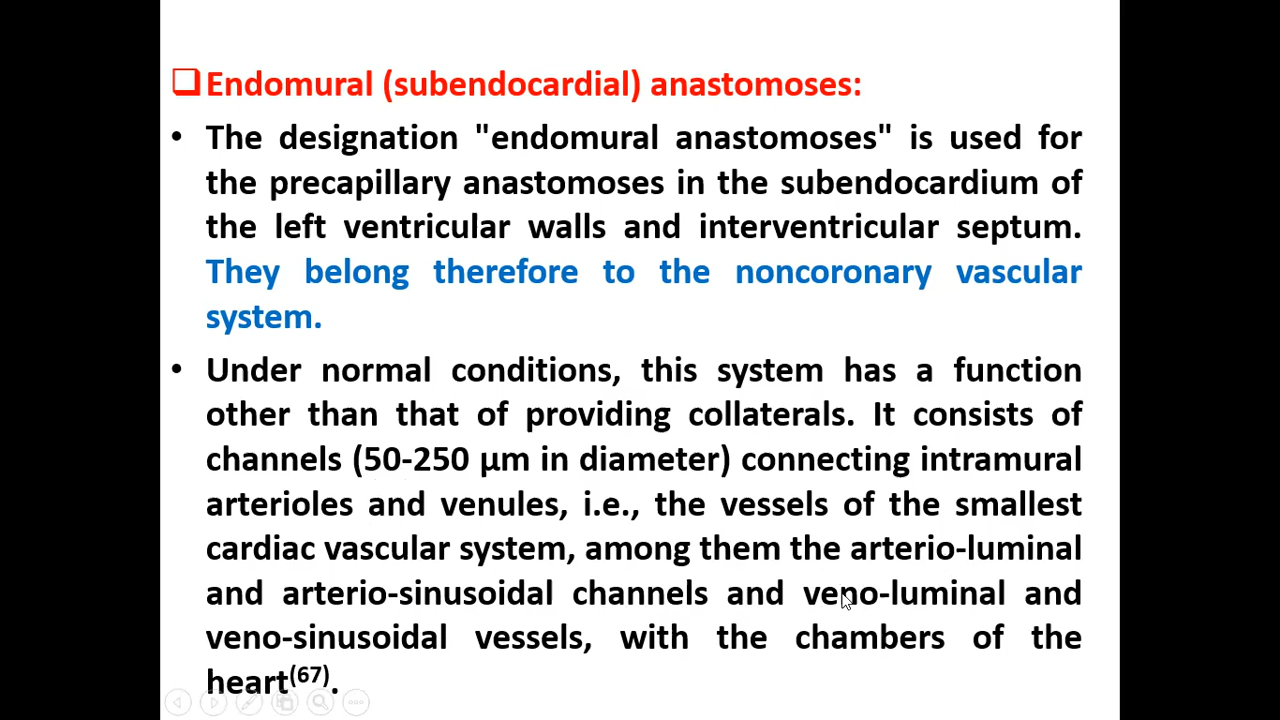 Endomural (subendocardial) anastomoses:
• The designation "endomural anastomoses" is used for
the precapillary anastomoses in the subendocardium of
the left ventricular walls and interventricular septum.
They belong therefore to the noncoronary vascular
system.
• Under normal conditions, this system has a function
other than that of providing collaterals. It consists of
channels (50-250 µm in diameter) connecting intramural
arterioles and venules, i.e., the vessels of the smallest
cardiac vascular system, among them the arterio-luminal
and arterio-sinusoidal channels and veno-luminal and
veno-sinusoidal vessels, with the chambers of the
heart(67).